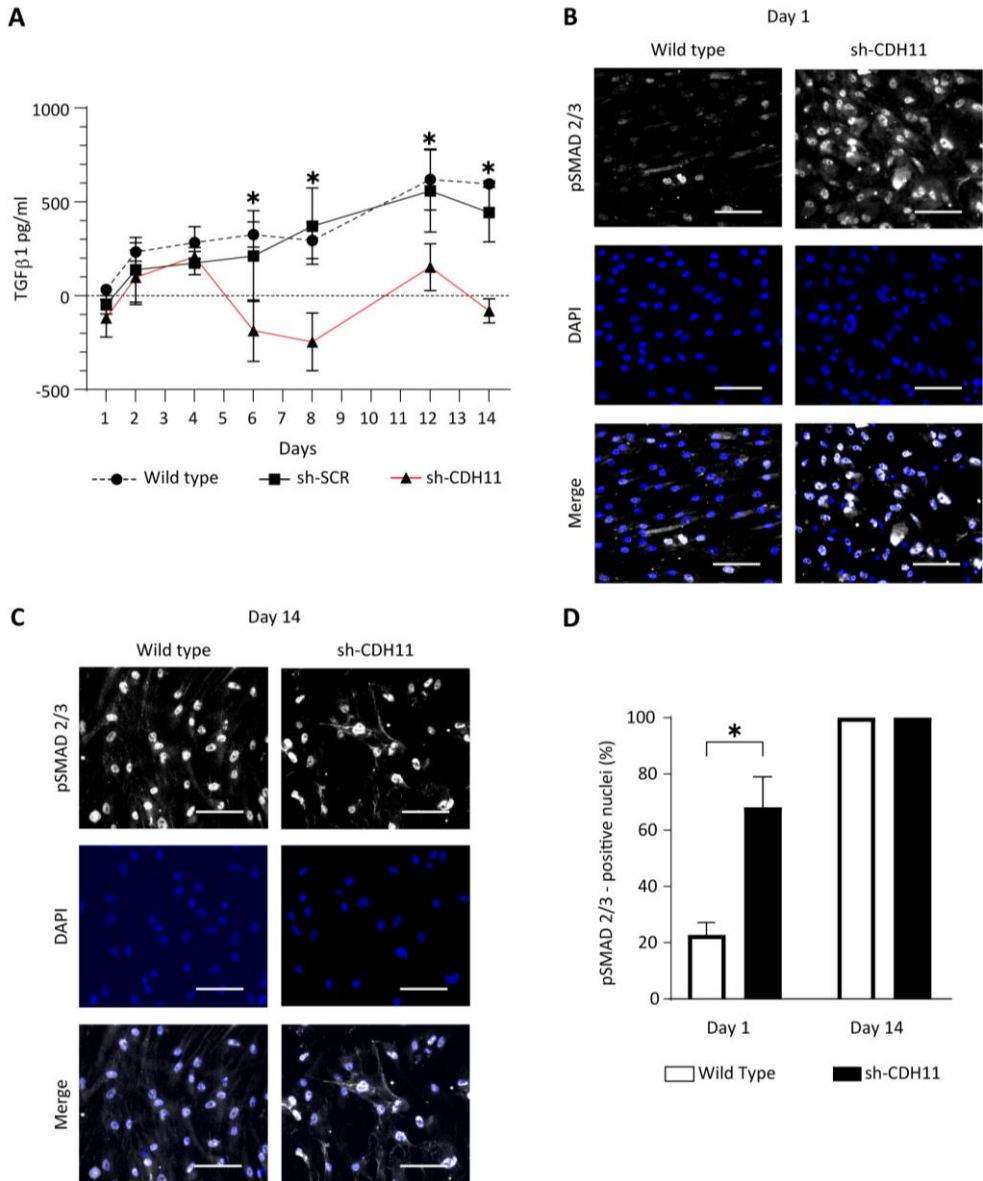 A
1000
500
0
-500
TGFβ1 pg/ml
* * * *
1 2 3 4 5 6 7 8 9 10 11 12 13 14
Days
Wild type sh-SCR sh-CDH11
B
Day 1
Wild type sh-CDH11
pSMAD 2/3
DAPI
Merge
C
Day 14
Wild type sh-CDH11
pSMAD 2/3
DAPI
Merge
D
100
80
60
40
20
0
pSMAD 2/3 - positive nuclei (%)
*
Day 1 Day 14
Wild Type sh-CDH11